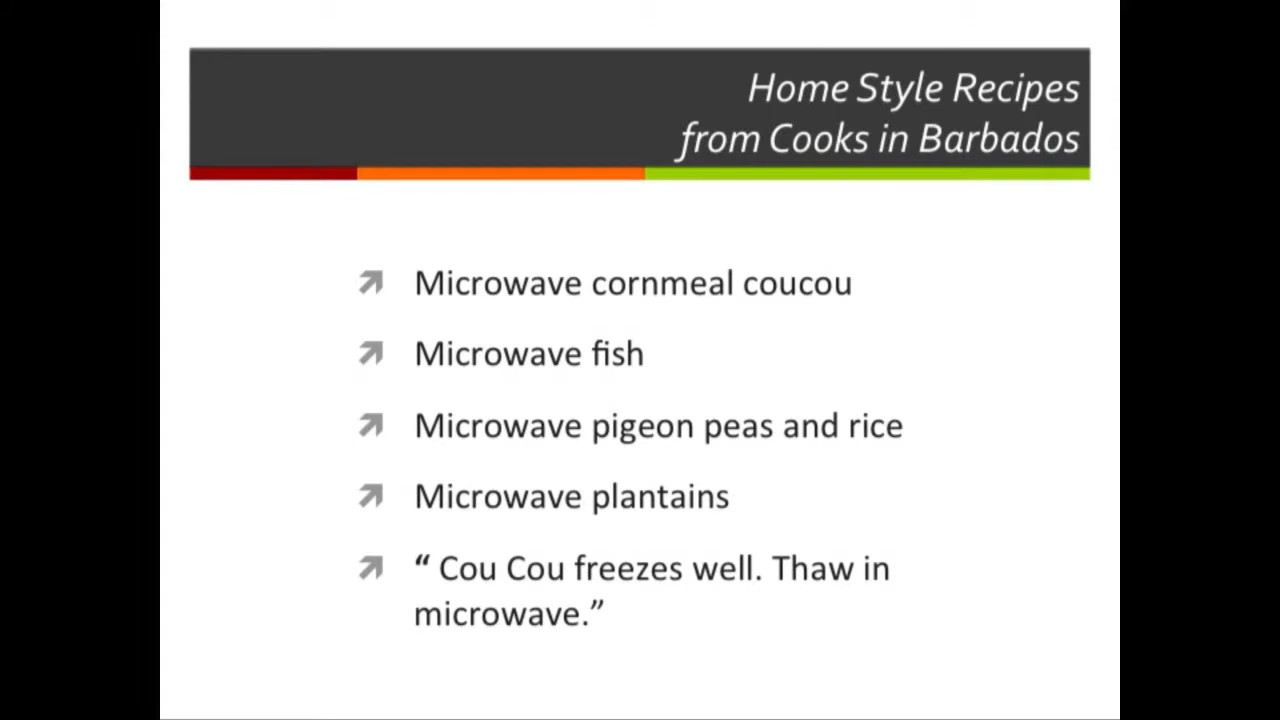 Home Style Recipes
from Cooks in Barbados
Microwave cornmeal coucou
Microwave fish
Microwave pigeon peas and rice
Microwave plantains
“ Cou Cou freezes well. Thaw in
microwave.”